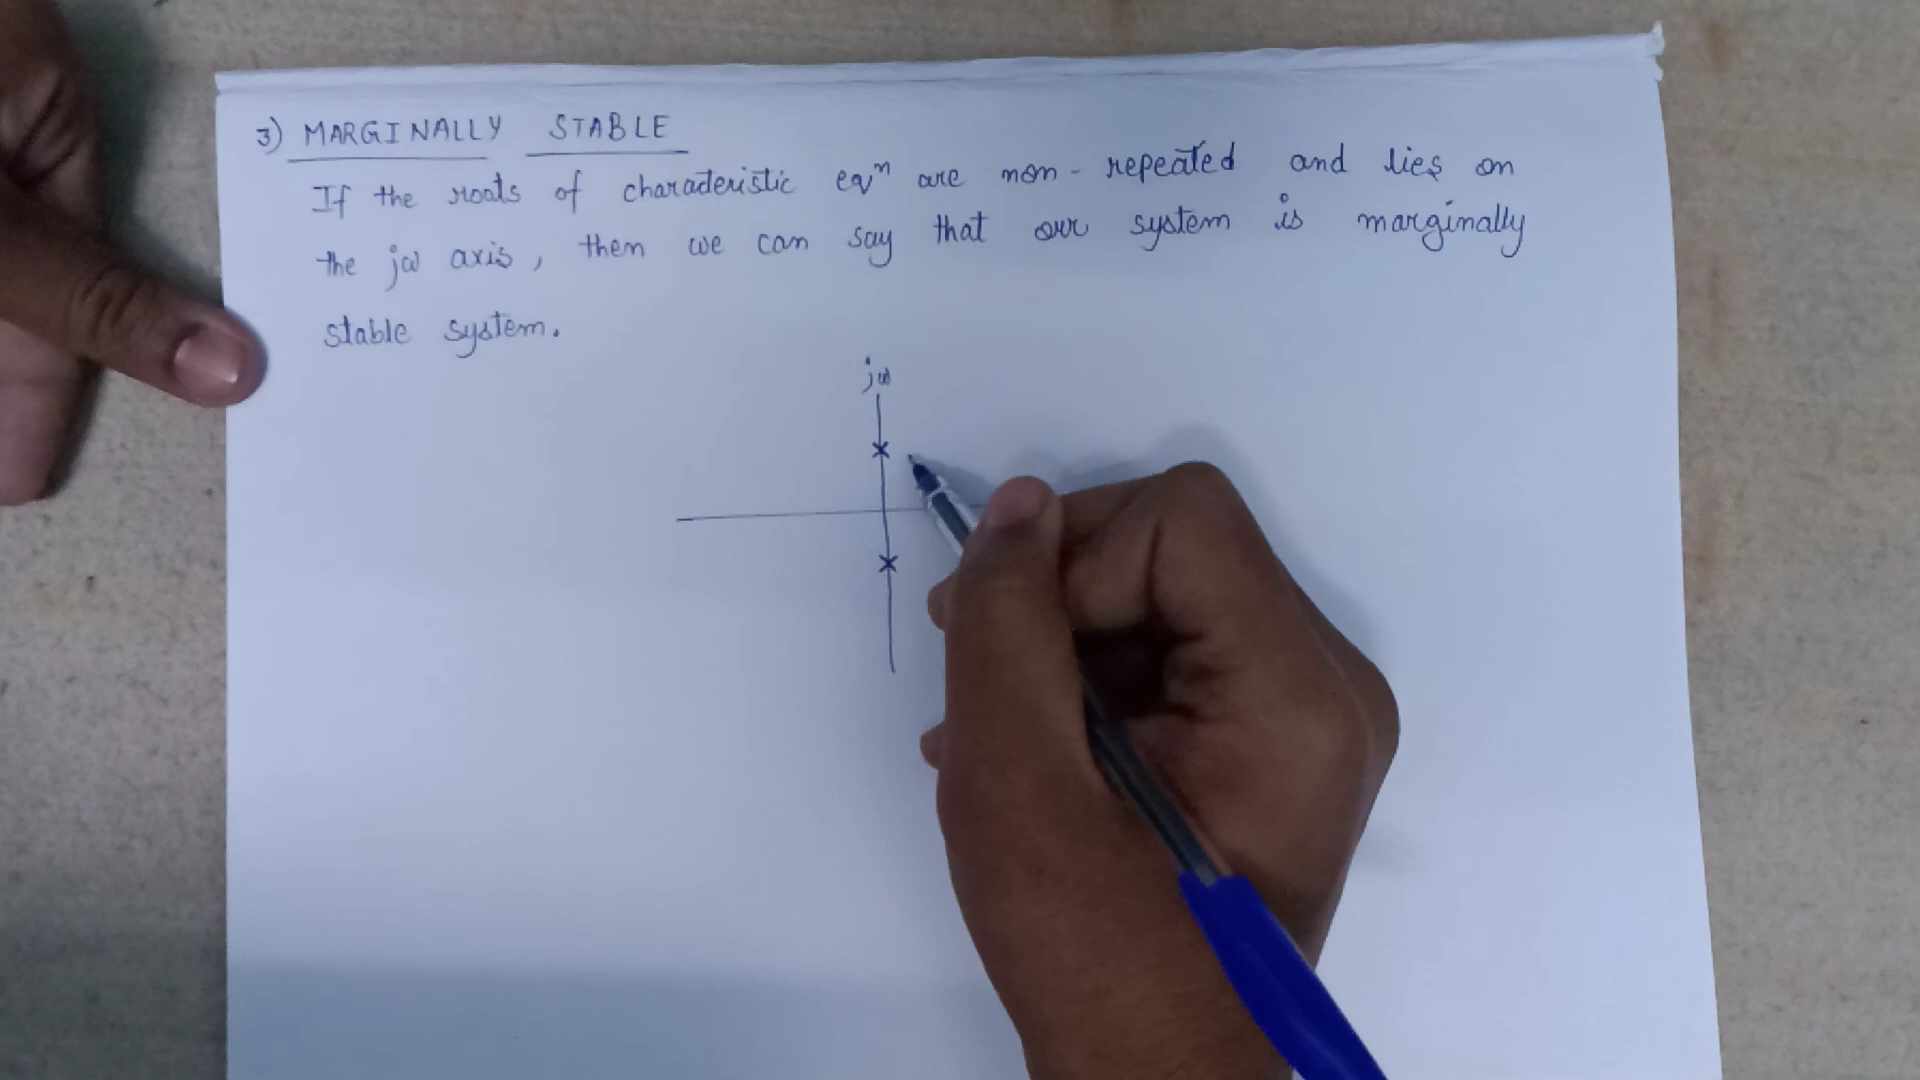 3) MARGINALLY STABLE
If the roots of characteristic eqⁿ are non-repeated and lies on
the jω axis, then we can say that our system is marginally
stable system.
jω